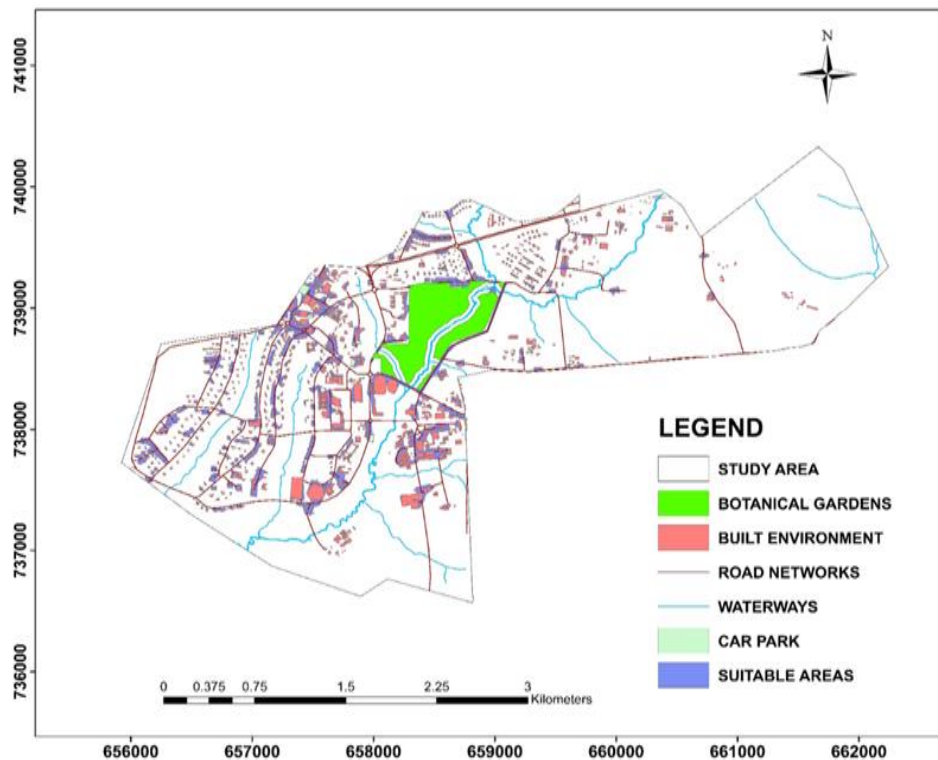 N
741000
740000
739000
738000
737000
736000
LEGEND
STUDY AREA
BOTANICAL GARDENS
BUILT ENVIRONMENT
ROAD NETWORKS
WATERWAYS
CAR PARK
SUITABLE AREAS
0 0.375 0.75 1.5 2.25 3
Kilometers
656000 657000 658000 659000 660000 661000 662000